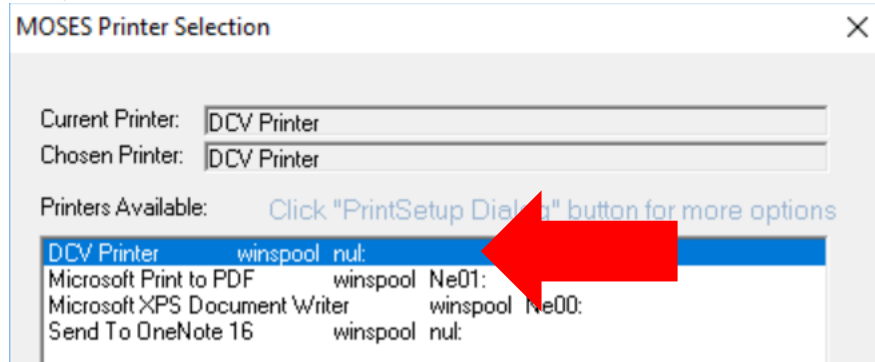 MOSES Printer Selection
Current Printer: DCV Printer
Chosen Printer: DCV Printer
Printers Available: Click "PrintSetup Dialog" button for more options
DCV Printer winspool nul:
Microsoft Print to PDF winspool Ne01:
Microsoft XPS Document Writer winspool Ne00:
Send To OneNote 16 winspool nul: